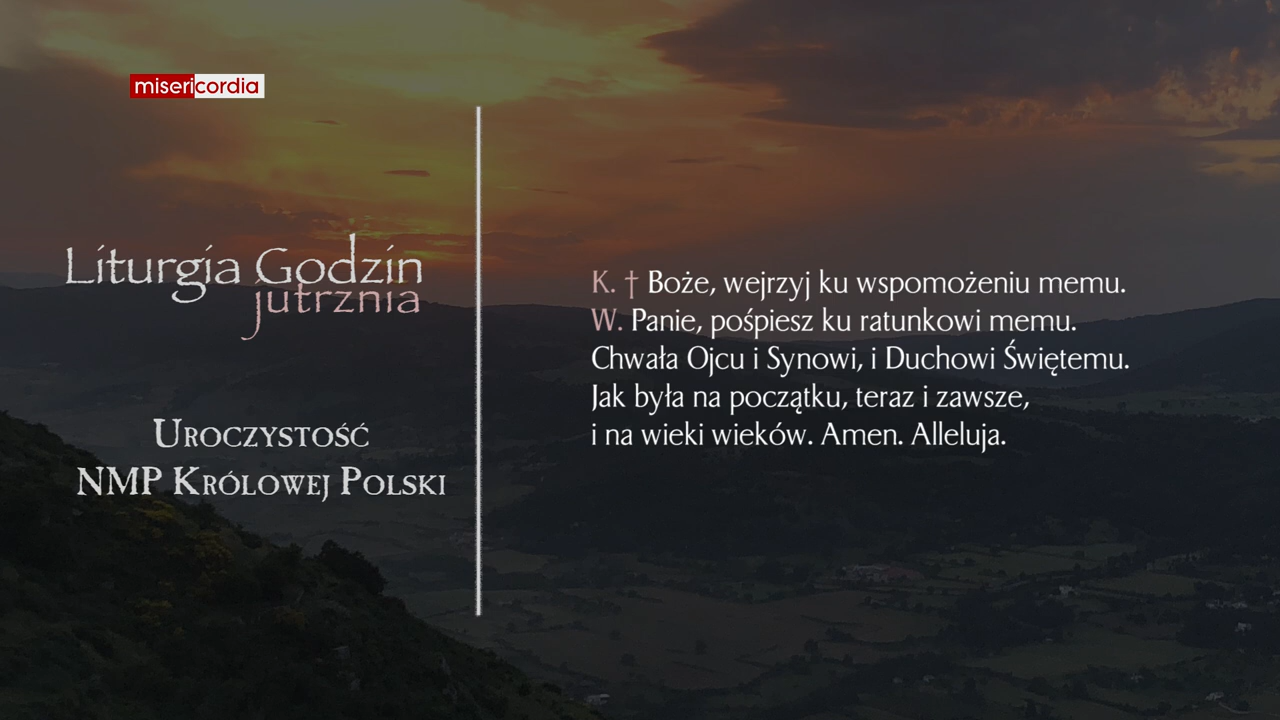 misericordia
Liturgia Godzin
jutrznia
Uroczystość
NMP Królowej Polski
K. † Boże, wejrzyj ku wspomożeniu memu.
W. Panie, pośpiesz ku ratunkowi memu.
Chwała Ojcu i Synowi, i Duchowi Świętemu.
Jak była na początku, teraz i zawsze,
i na wieki wieków. Amen. Alleluja.